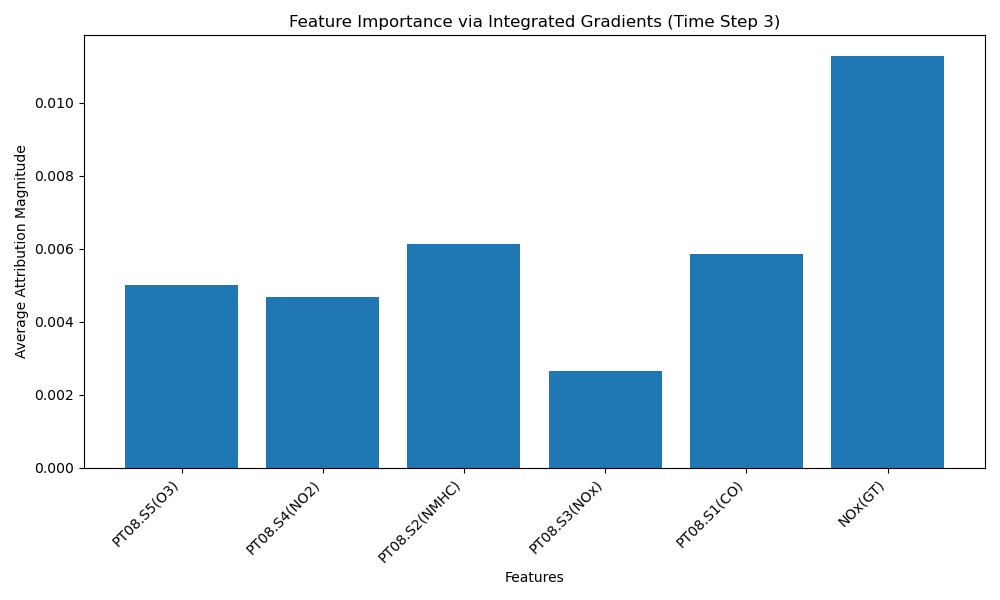 Feature Importance via Integrated Gradients (Time Step 3)
Average Attribution Magnitude
0.010
0.008
0.006
0.004
0.002
0.000
PT08.S5(O3)
PT08.S4(NO2)
PT08.S2(NMHC)
PT08.S3(NOx)
PT08.S1(CO)
NOx(GT)
Features